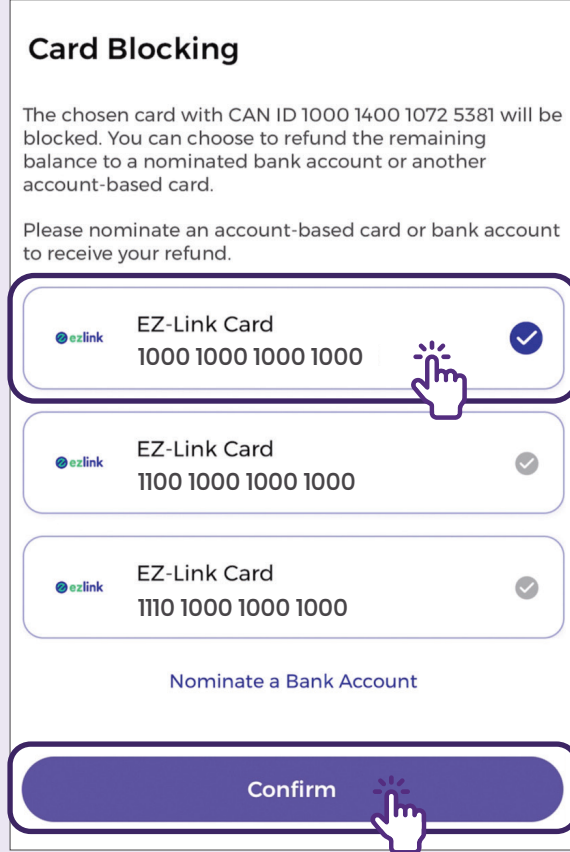 Card Blocking
The chosen card with CAN ID 1000 1400 1072 5381 will be
blocked. You can choose to refund the remaining
balance to a nominated bank account or another
account-based card.
Please nominate an account-based card or bank account
to receive your refund.
ezlink
EZ-Link Card
1000 1000 1000 1000
ezlink
EZ-Link Card
1100 1000 1000 1000
ezlink
EZ-Link Card
1110 1000 1000 1000
Nominate a Bank Account
Confirm